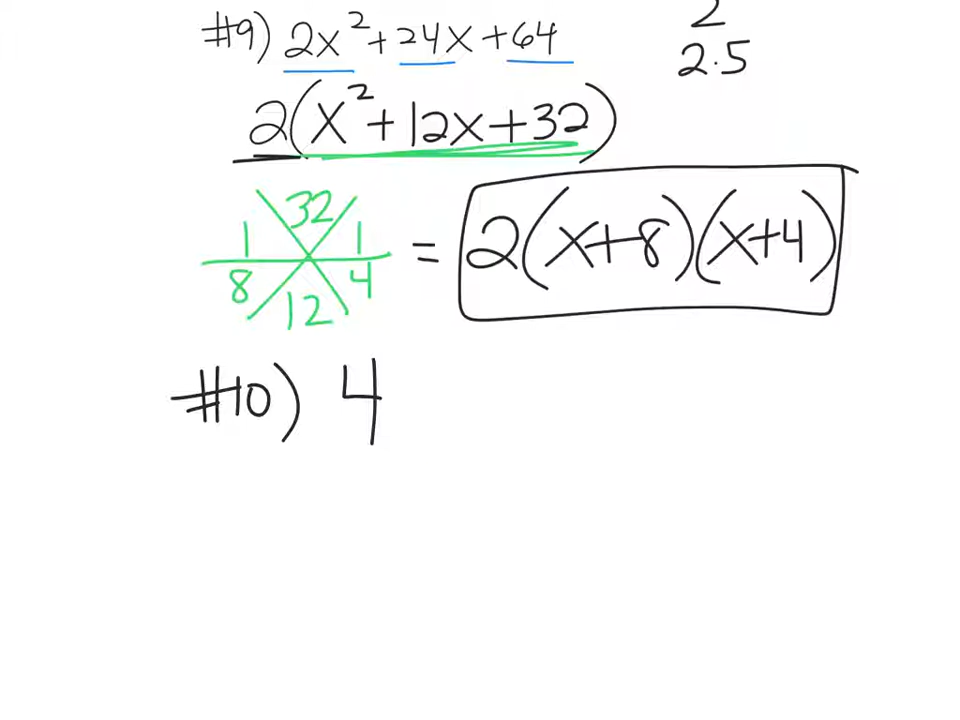 #9) 2x²+24x+64
2
2·5
2(x²+12x+32)
32
1 1
8 4
12
= 2(x+8)(x+4)
#10) 4